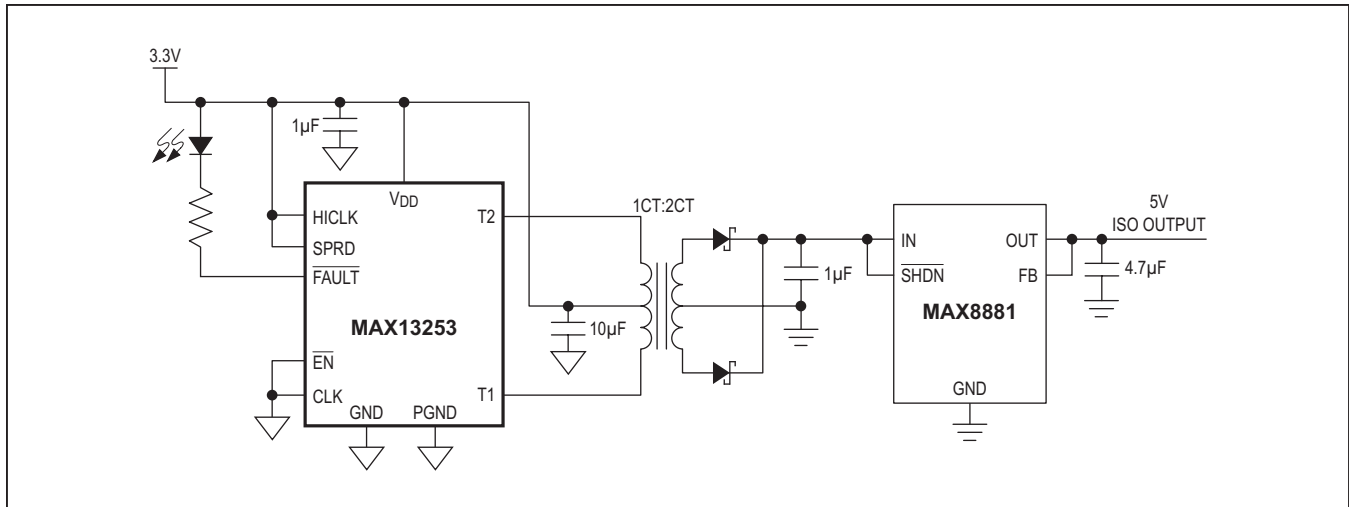 3.3V
1µF
VDD
HICLK
SPRD
FAULT
EN
CLK
GND
PGND
T2
T1
MAX13253
1CT:2CT
10µF
1µF
IN
SHDN
OUT
FB
MAX8881
GND
5V
ISO OUTPUT
4.7µF